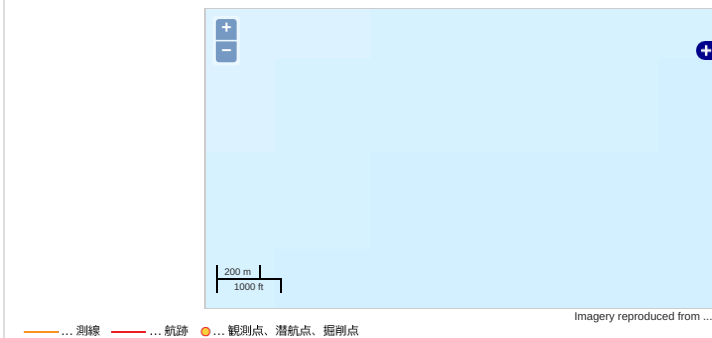 +
−
200 m
1000 ft
Imagery reproduced from ...
... 測線 ... 航跡 ... 観測点、潜航点、掘削点